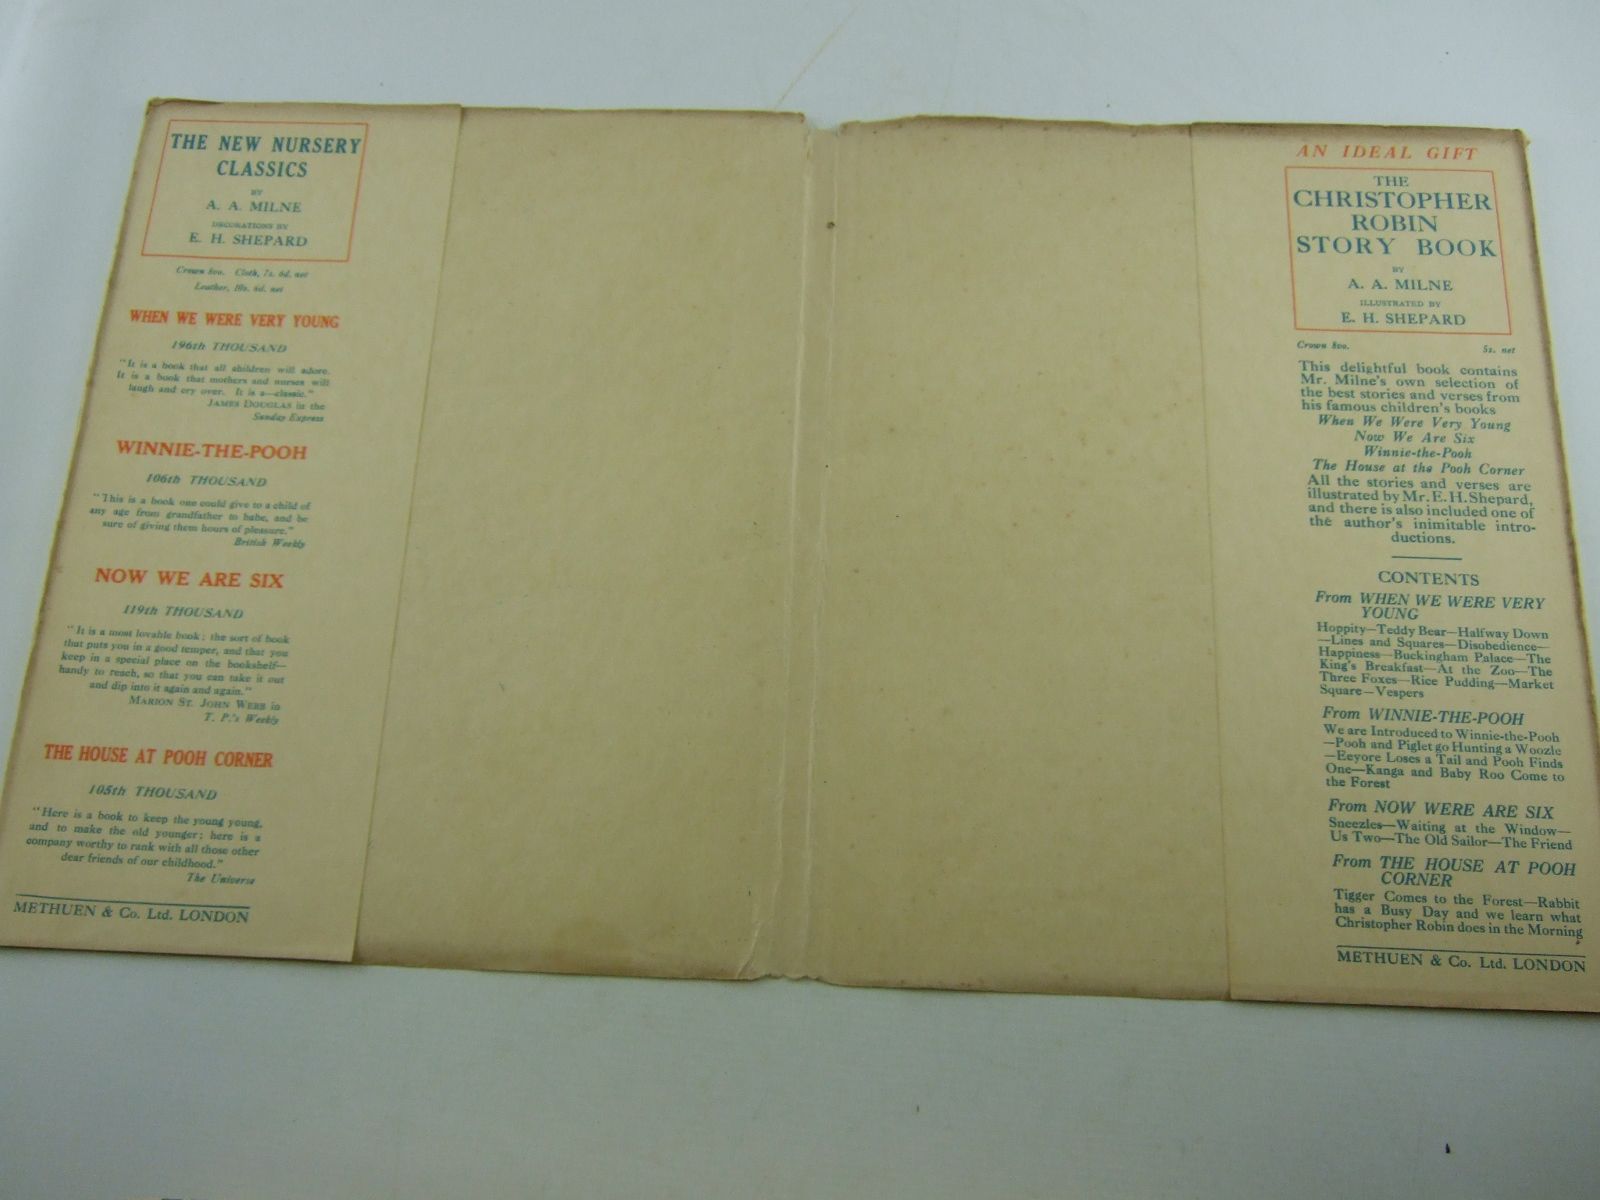 THE NEW NURSERY
CLASSICS
BY
A. A. MILNE
DECORATIONS BY
E. H. SHEPARD
Crown 8vo. Cloth, 7s. 6d. net
Leather, 10s. 6d. net
WHEN WE WERE VERY YOUNG
196th THOUSAND
"It is a book that all children will adore.
It is a book that mothers and nurses will
laugh and cry over. It is a—classic."
JAMES DOUGLAS in the
Sunday Express
WINNIE-THE-POOH
106th THOUSAND
"This is a book one could give to a child of
any age from grandfather to babe, and be
sure of giving them hours of pleasure."
British Weekly
NOW WE ARE SIX
119th THOUSAND
"It is a most lovable book; the sort of book
that puts you in a good temper, and that you
keep in a special place on the bookshelf—
handy to reach, so that you can take it out
and dip into it again and again."
MARION ST. JOHN WEBB in
T. P.'s Weekly
THE HOUSE AT POOH CORNER
105th THOUSAND
"Here is a book to keep the young young,
and to make the old younger; here is a
company worthy to rank with all those other
dear friends of our childhood."
The Universe
METHUEN & Co. Ltd. LONDON
AN IDEAL GIFT
THE
CHRISTOPHER
ROBIN
STORY BOOK
BY
A. A. MILNE
ILLUSTRATED BY
E. H. SHEPARD
Crown 8vo. 5s. net
This delightful book contains
Mr. Milne's own selection of
the best stories and verses from
his famous children's books
When We Were Very Young
Now We Are Six
Winnie-the-Pooh
The House at the Pooh Corner
All the stories and verses are
illustrated by Mr. E. H. Shepard,
and there is also included one of
the author's inimitable intro-
ductions.
CONTENTS
From WHEN WE WERE VERY
YOUNG
Hoppity—Teddy Bear—Halfway Down
—Lines and Squares—Disobedience—
Happiness—Buckingham Palace—The
King's Breakfast—At the Zoo—The
Three Foxes—Rice Pudding—Market
Square—Vespers
From WINNIE-THE-POOH
We are Introduced to Winnie-the-Pooh
—Pooh and Piglet go Hunting a Woozle
—Eeyore Loses a Tail and Pooh Finds
One—Kanga and Baby Roo Come to
the Forest
From NOW WERE ARE SIX
Sneezles—Waiting at the Window—
Us Two—The Old Sailor—The Friend
From THE HOUSE AT POOH
CORNER
Tigger Comes to the Forest—Rabbit
has a Busy Day and we learn what
Christopher Robin does in the Morning
METHUEN & Co. Ltd. LONDON